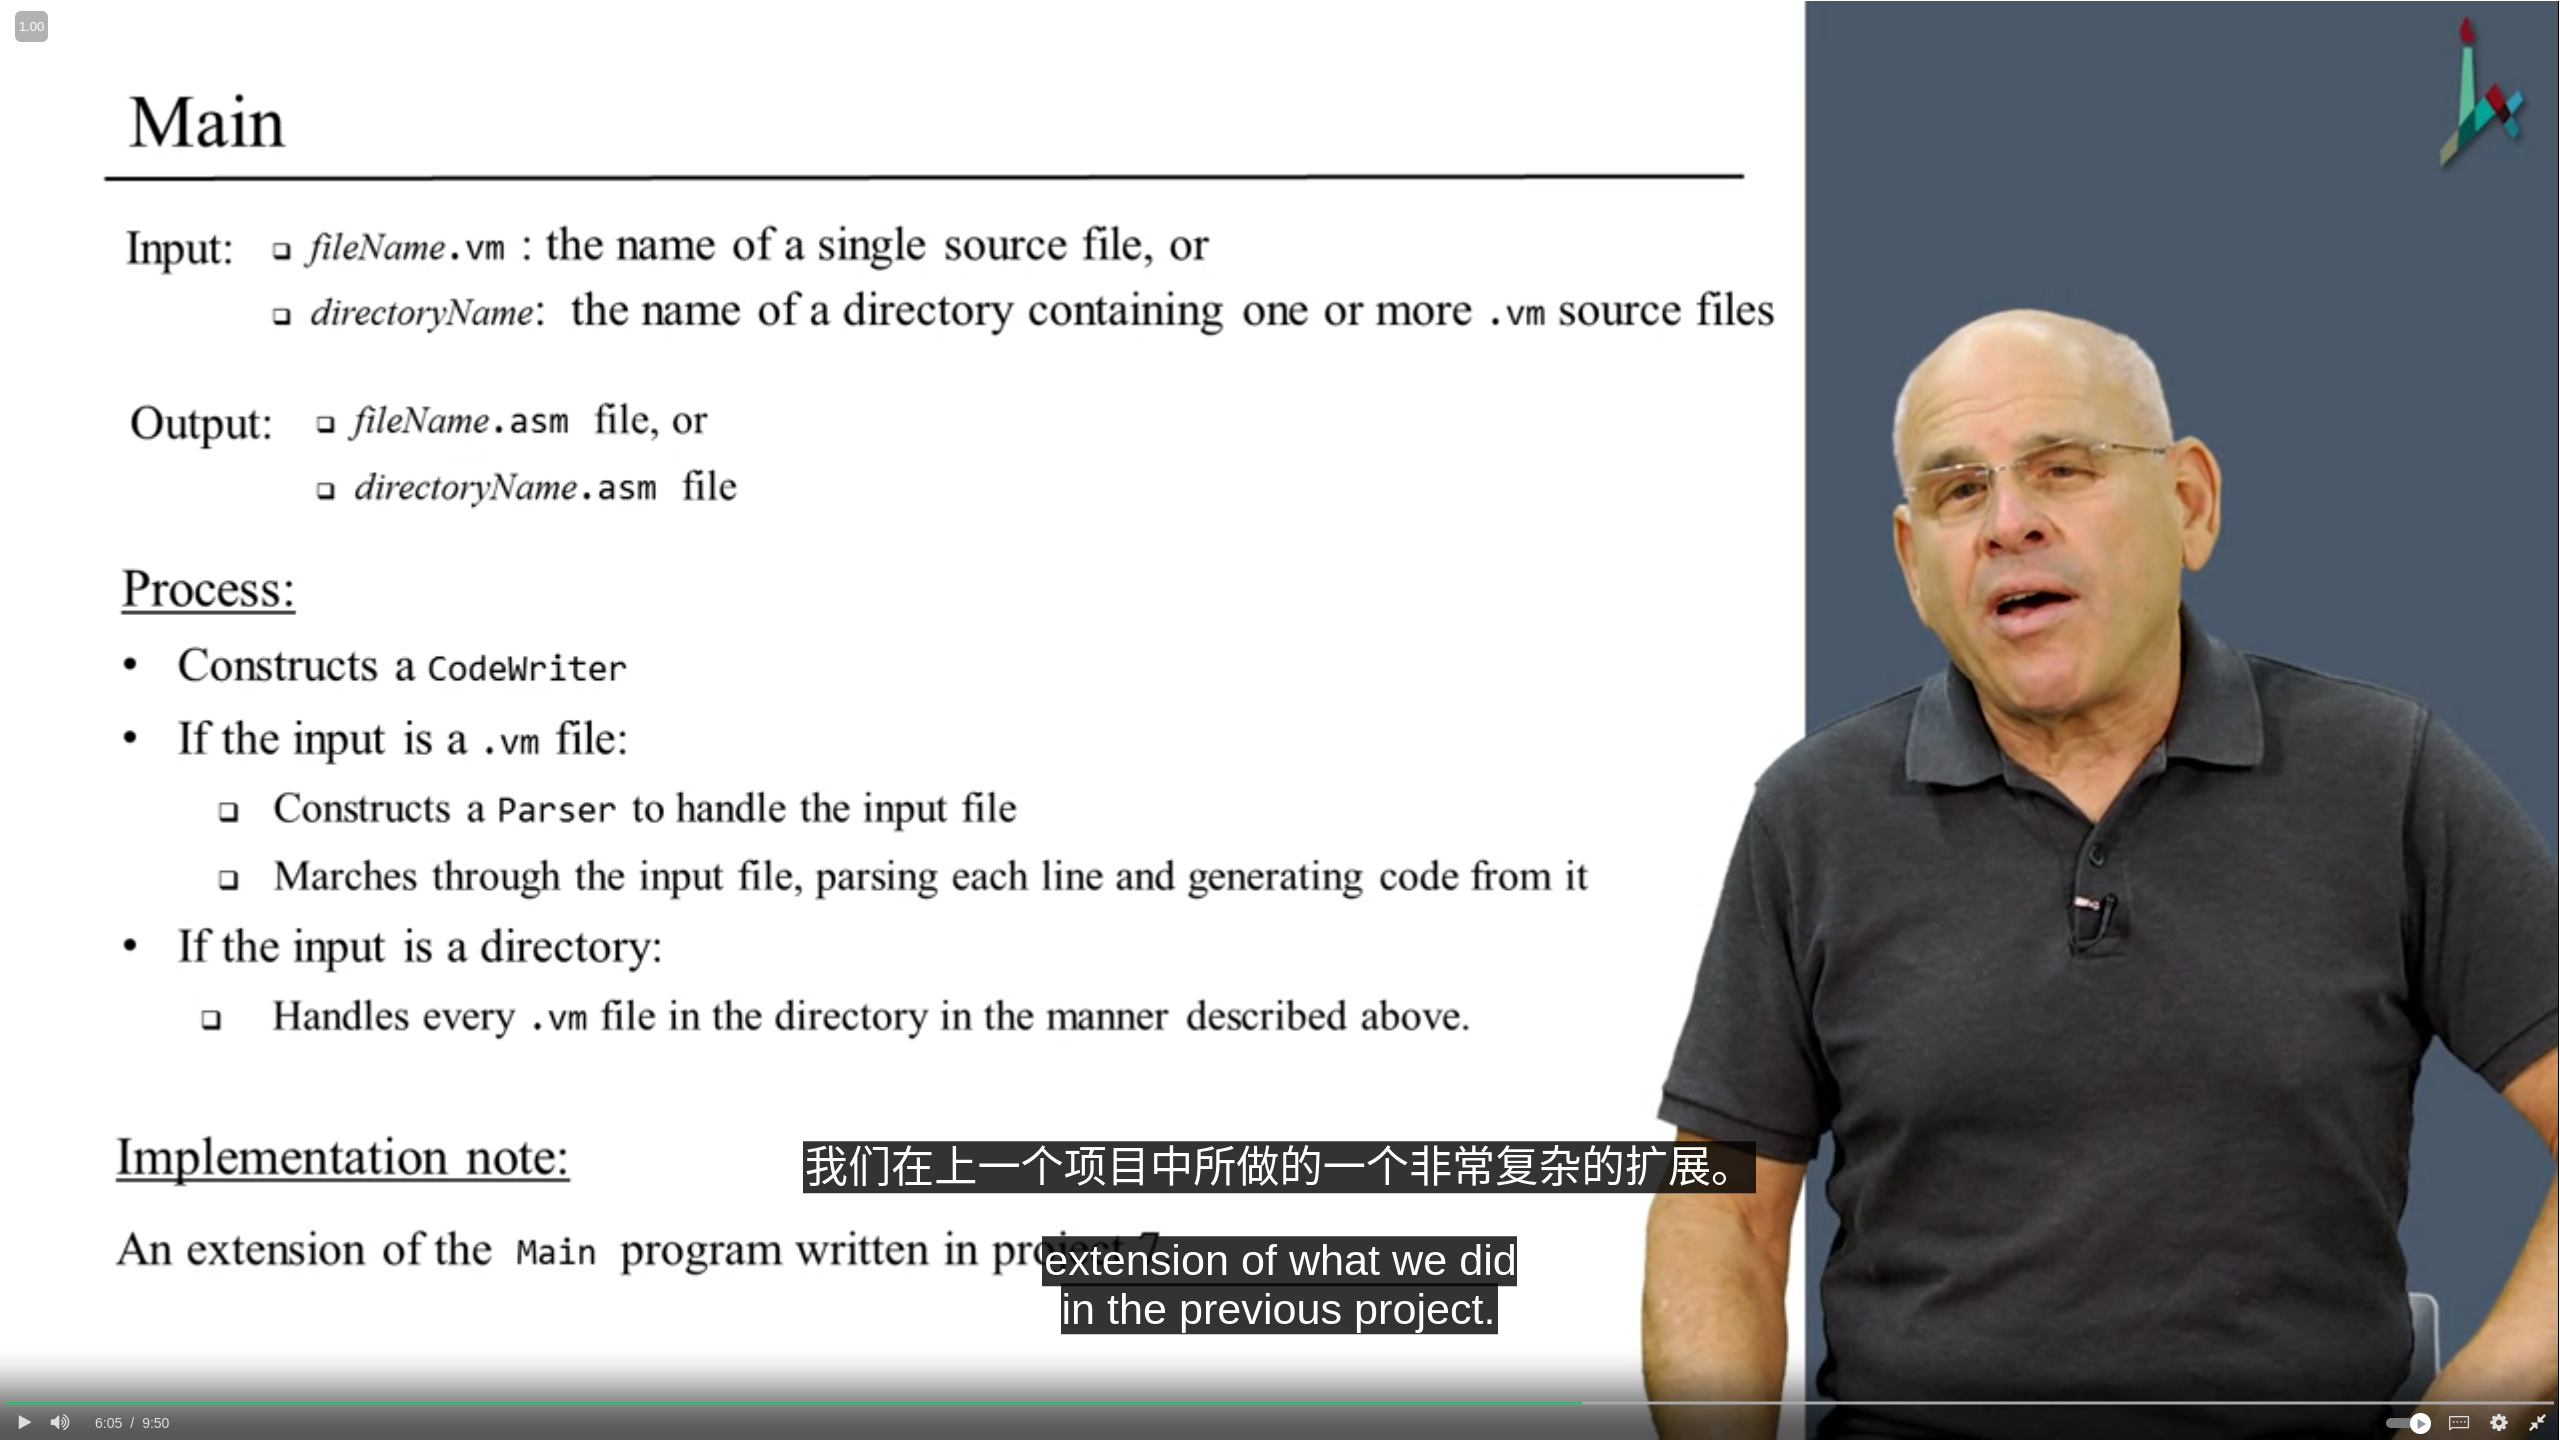 1.00
Main
Input: ❑ fileName.vm : the name of a single source file, or
❑ directoryName: the name of a directory containing one or more .vm source files
Output: ❑ fileName.asm file, or
❑ directoryName.asm file
Process:
• Constructs a CodeWriter
• If the input is a .vm file:
❑ Constructs a Parser to handle the input file
❑ Marches through the input file, parsing each line and generating code from it
• If the input is a directory:
❑ Handles every .vm file in the directory in the manner described above.
Implementation note:
我们在上一个项目中所做的一个非常复杂的扩展。
An extension of the Main program written in project 7
extension of what we did
in the previous project.
6:05 / 9:50